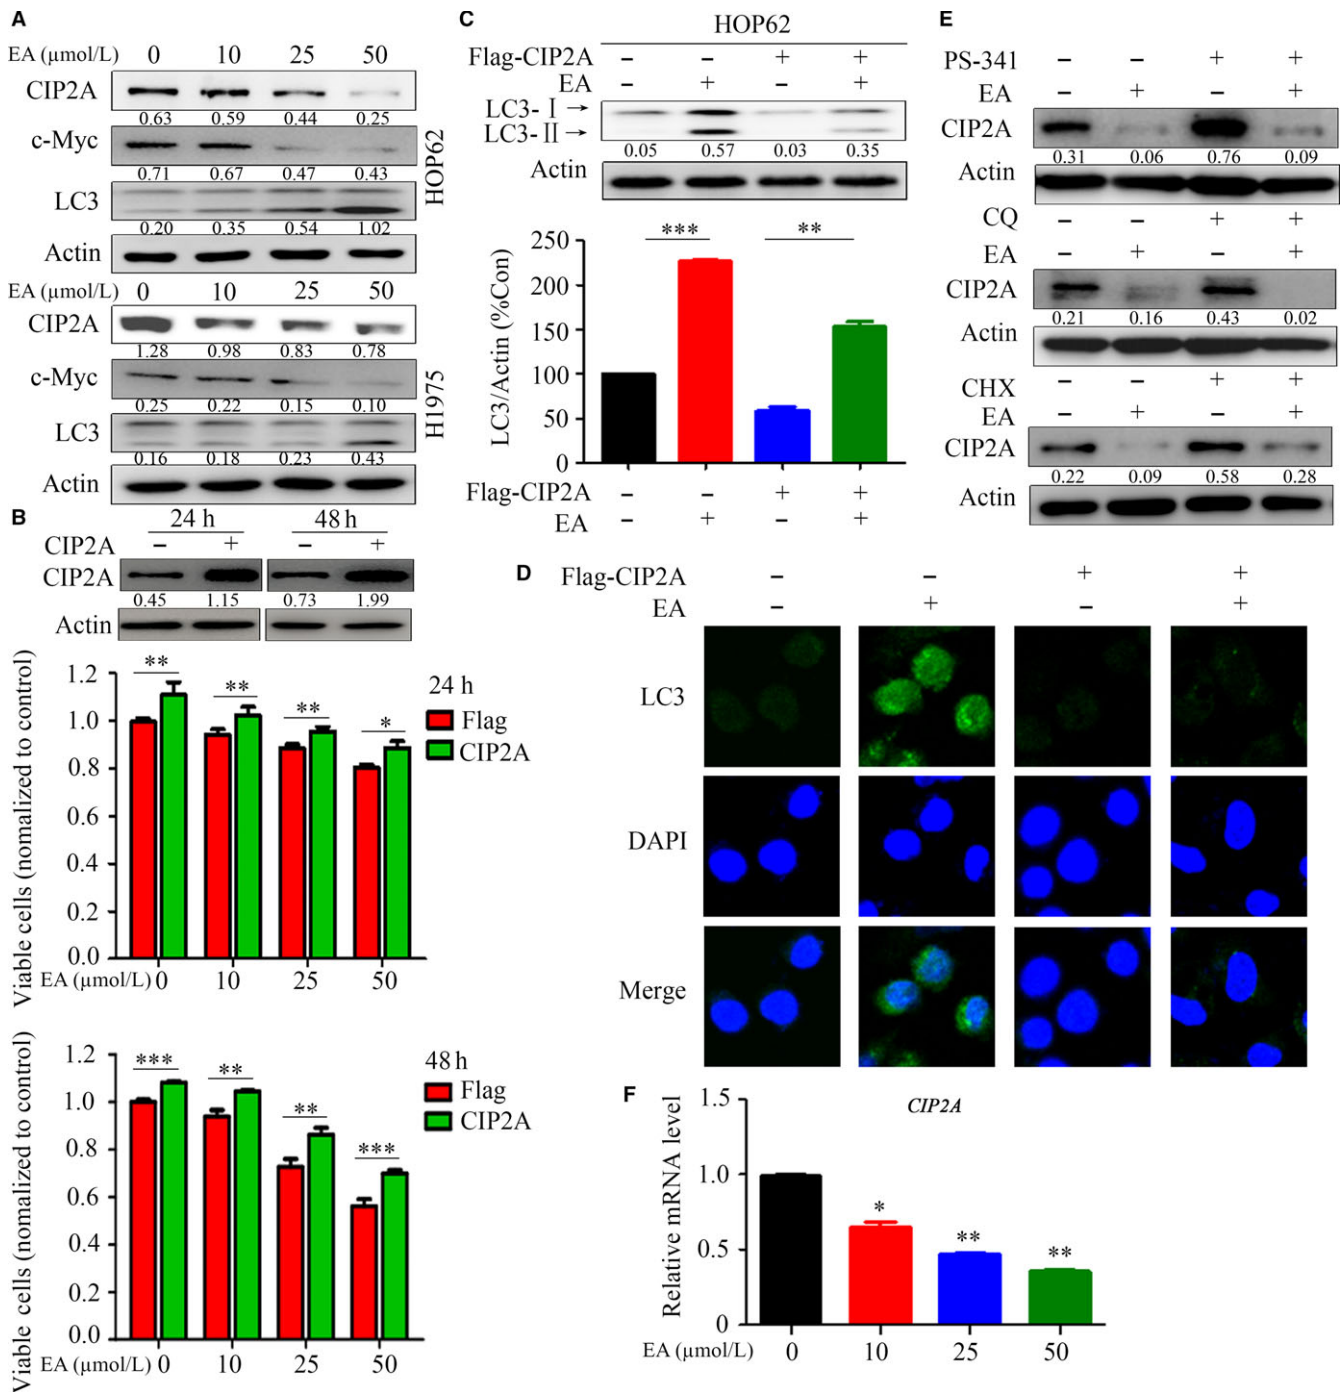 A
EA (µmol/L) 0 10 25 50
CIP2A
0.63 0.59 0.44 0.25
c-Myc
0.71 0.67 0.47 0.43
LC3
0.20 0.35 0.54 1.02
Actin
HOP62
EA (µmol/L) 0 10 25 50
CIP2A
1.28 0.98 0.83 0.78
c-Myc
0.25 0.22 0.15 0.10
LC3
0.16 0.18 0.23 0.43
Actin
H1975
B
24 h 48 h
CIP2A − + − +
CIP2A
0.45 1.15 0.73 1.99
Actin
Viable cells (nomalized to control)
1.2
1.0
0.8
0.6
0.4
0.2
0.0
** ** ** *
24 h
Flag
CIP2A
EA (µmol/L) 0 10 25 50
Viable cells (nomalized to control)
1.2
1.0
0.8
0.6
0.4
0.2
0.0
*** ** ** ***
48 h
Flag
CIP2A
EA (µmol/L) 0 10 25 50
C
HOP62
Flag-CIP2A − − + +
EA − + − +
LC3- I →
LC3- II →
0.05 0.57 0.03 0.35
Actin
LC3/Actin (%Con)
250
200
150
100
50
0
*** **
Flag-CIP2A − − + +
EA − + − +
D
Flag-CIP2A − − + +
EA − + − +
LC3
DAPI
Merge
E
PS-341 − − + +
EA − + − +
CIP2A
0.31 0.06 0.76 0.09
Actin
CQ − − + +
EA − + − +
CIP2A
0.21 0.16 0.43 0.02
Actin
CHX − − + +
EA − + − +
CIP2A
0.22 0.09 0.58 0.28
Actin
F
CIP2A
Relative mRNA level
1.5
1.0
0.5
0
* ** **
EA (µmol/L) 0 10 25 50